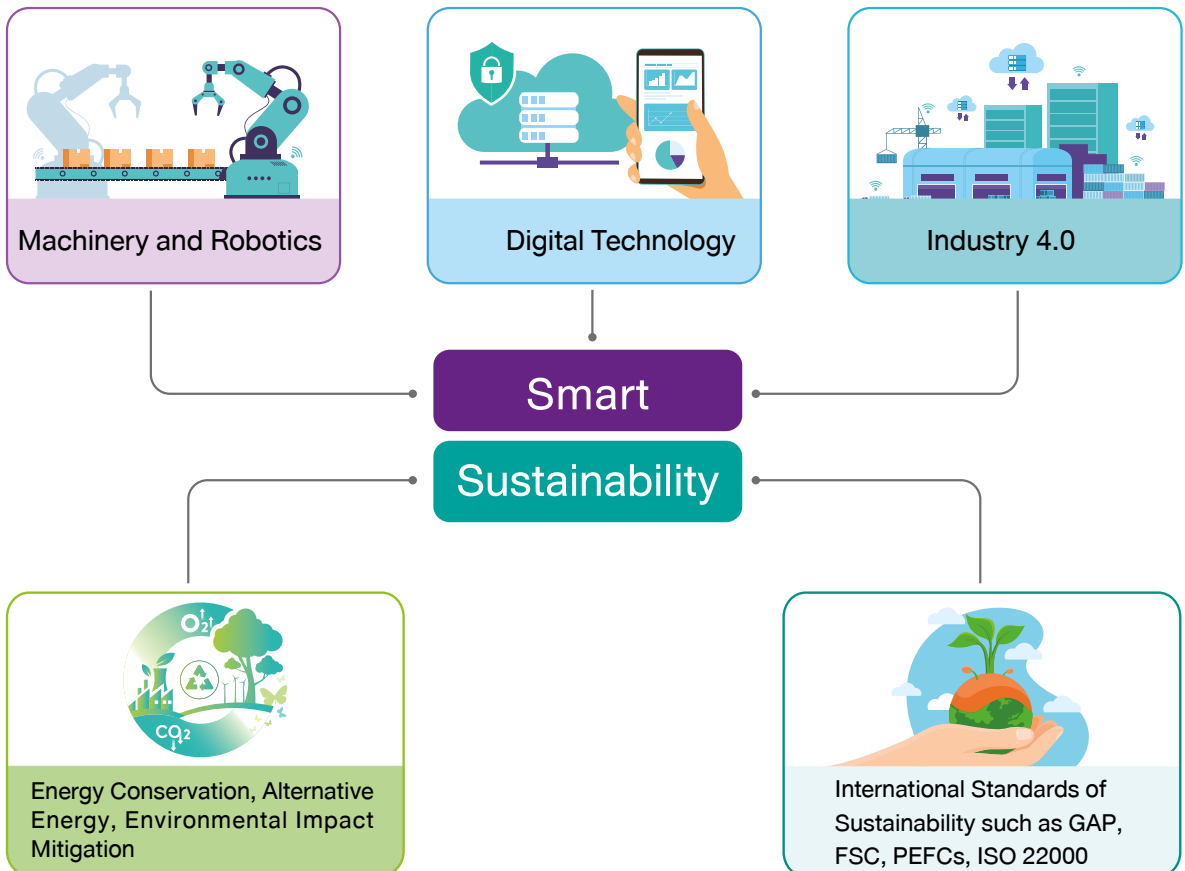 Machinery and Robotics
Digital Technology
Industry 4.0
Smart
Sustainability
O₂
CO₂
Energy Conservation, Alternative
Energy, Environmental Impact
Mitigation
International Standards of
Sustainability such as GAP,
FSC, PEFCs, ISO 22000